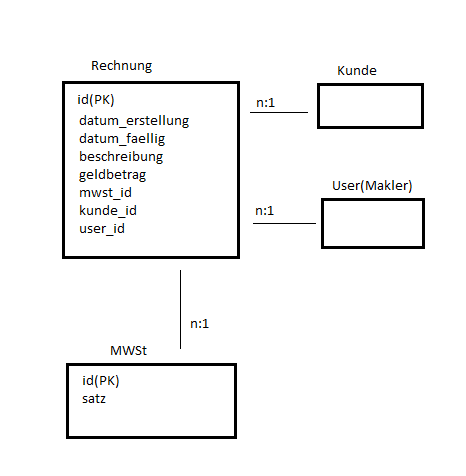 Rechnung
id(PK)
datum_erstellung
datum_faellig
beschreibung
geldbetrag
mwst_id
kunde_id
user_id
n:1
Kunde
n:1
User(Makler)
n:1
MWSt
id(PK)
satz